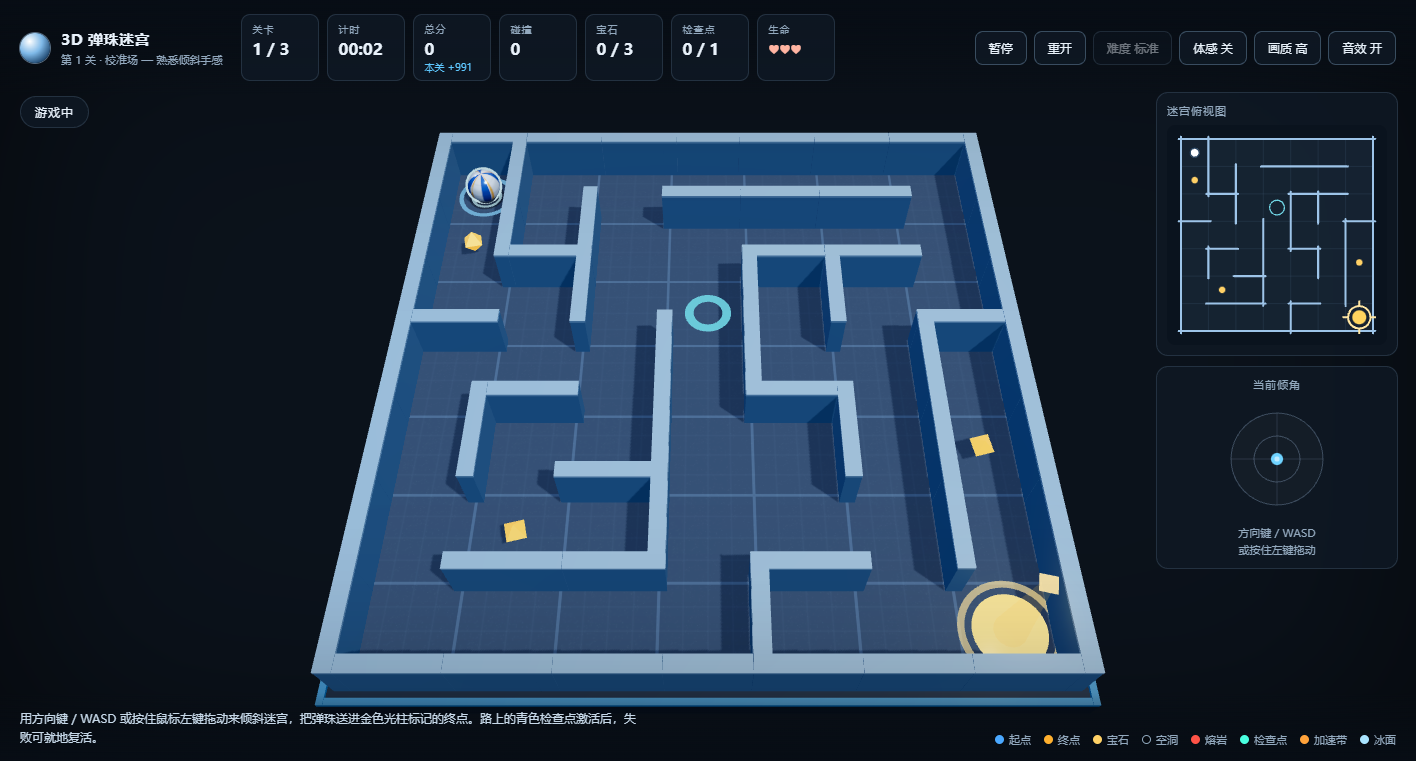 3D 弹珠迷宫
第 1 关 · 校准场 — 熟悉倾斜手感
关卡
1 / 3
计时
00:02
总分
0
本关 +991
碰撞
0
宝石
0 / 3
检查点
0 / 1
生命
♥♥♥
暂停
重开
难度 标准
体感 关
画质 高
音效 开
游戏中
迷宫俯视图
当前倾角
方向键 / WASD
或按住左键拖动
用方向键 / WASD 或按住鼠标左键拖动来倾斜迷宫，把弹珠送进金色光柱标记的终点。路上的青色检查点激活后，失
败可就地复活。
起点
终点
宝石
空洞
熔岩
检查点
加速带
冰面